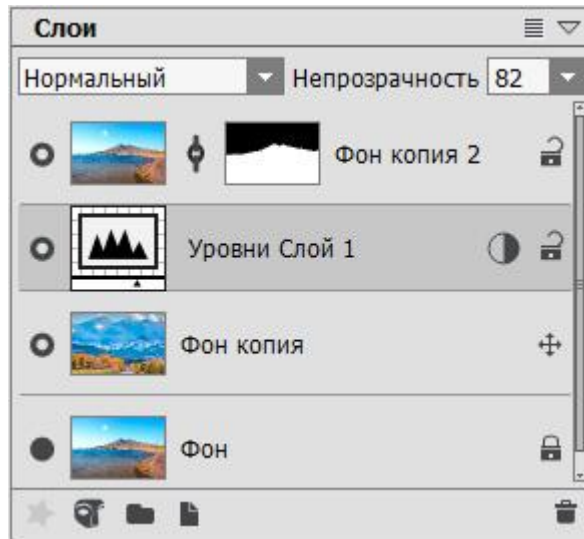 Слои
Нормальный Непрозрачность 82
Фон копия 2
Уровни Слой 1
Фон копия
Фон